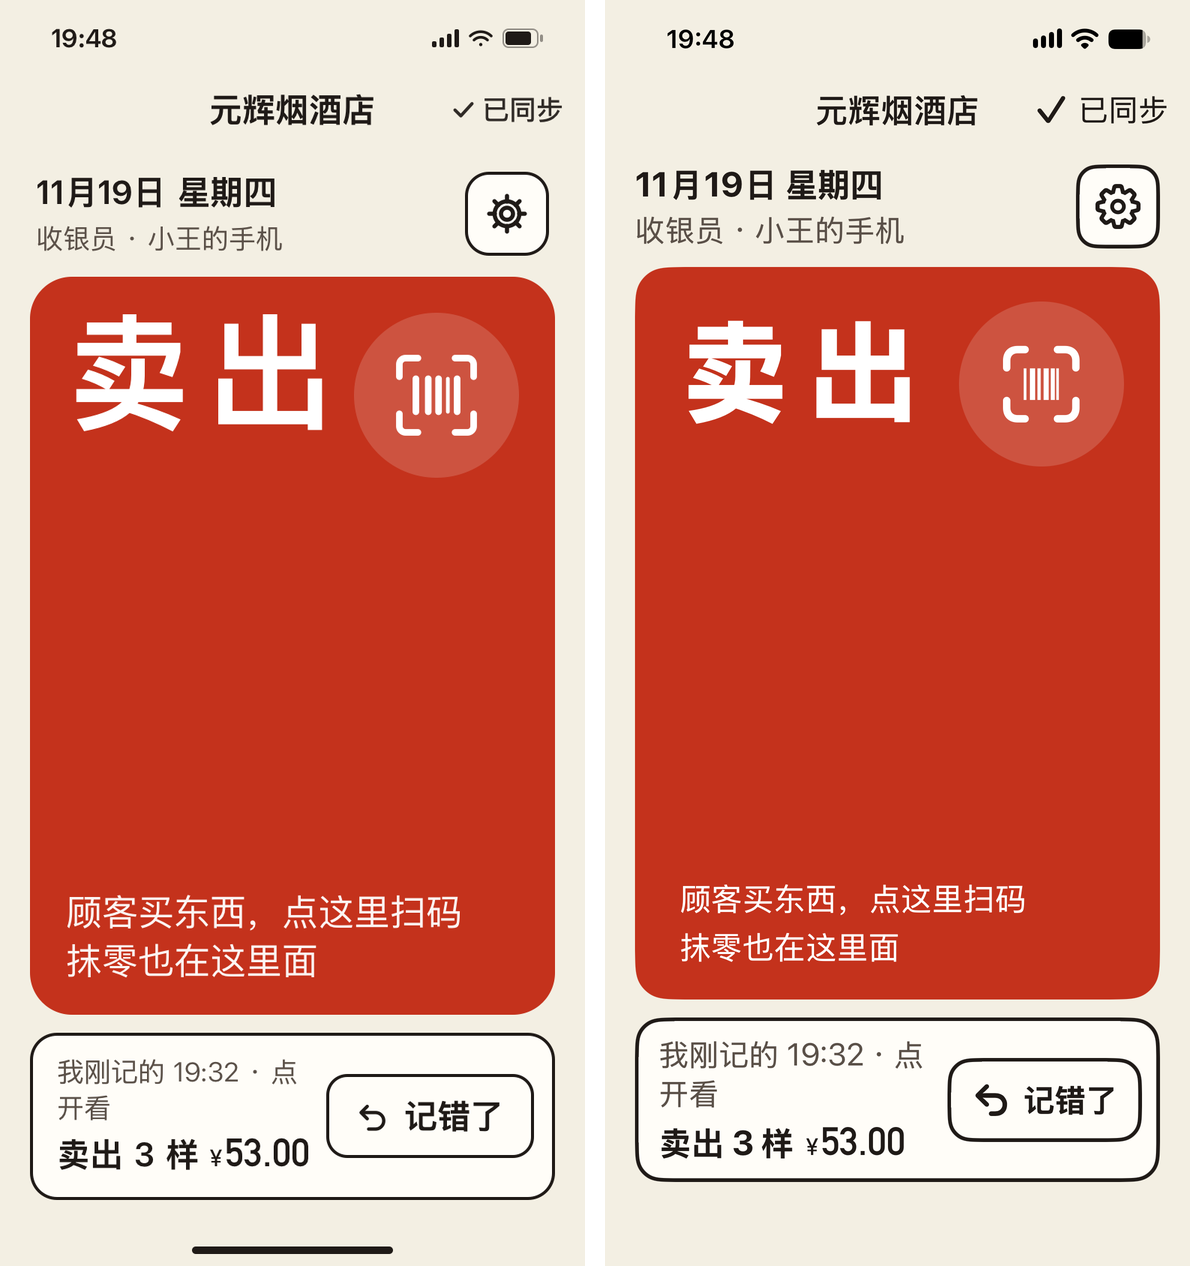 19:48
元辉烟酒店
已同步
11月19日 星期四
收银员 · 小王的手机
卖出
顾客买东西，点这里扫码
抹零也在这里面
我刚记的 19:32 · 点
开看
卖出 3 样 ¥53.00
记错了
19:48
元辉烟酒店
已同步
11月19日 星期四
收银员 · 小王的手机
卖出
顾客买东西，点这里扫码
抹零也在这里面
我刚记的 19:32 · 点
开看
卖出 3 样 ¥53.00
记错了